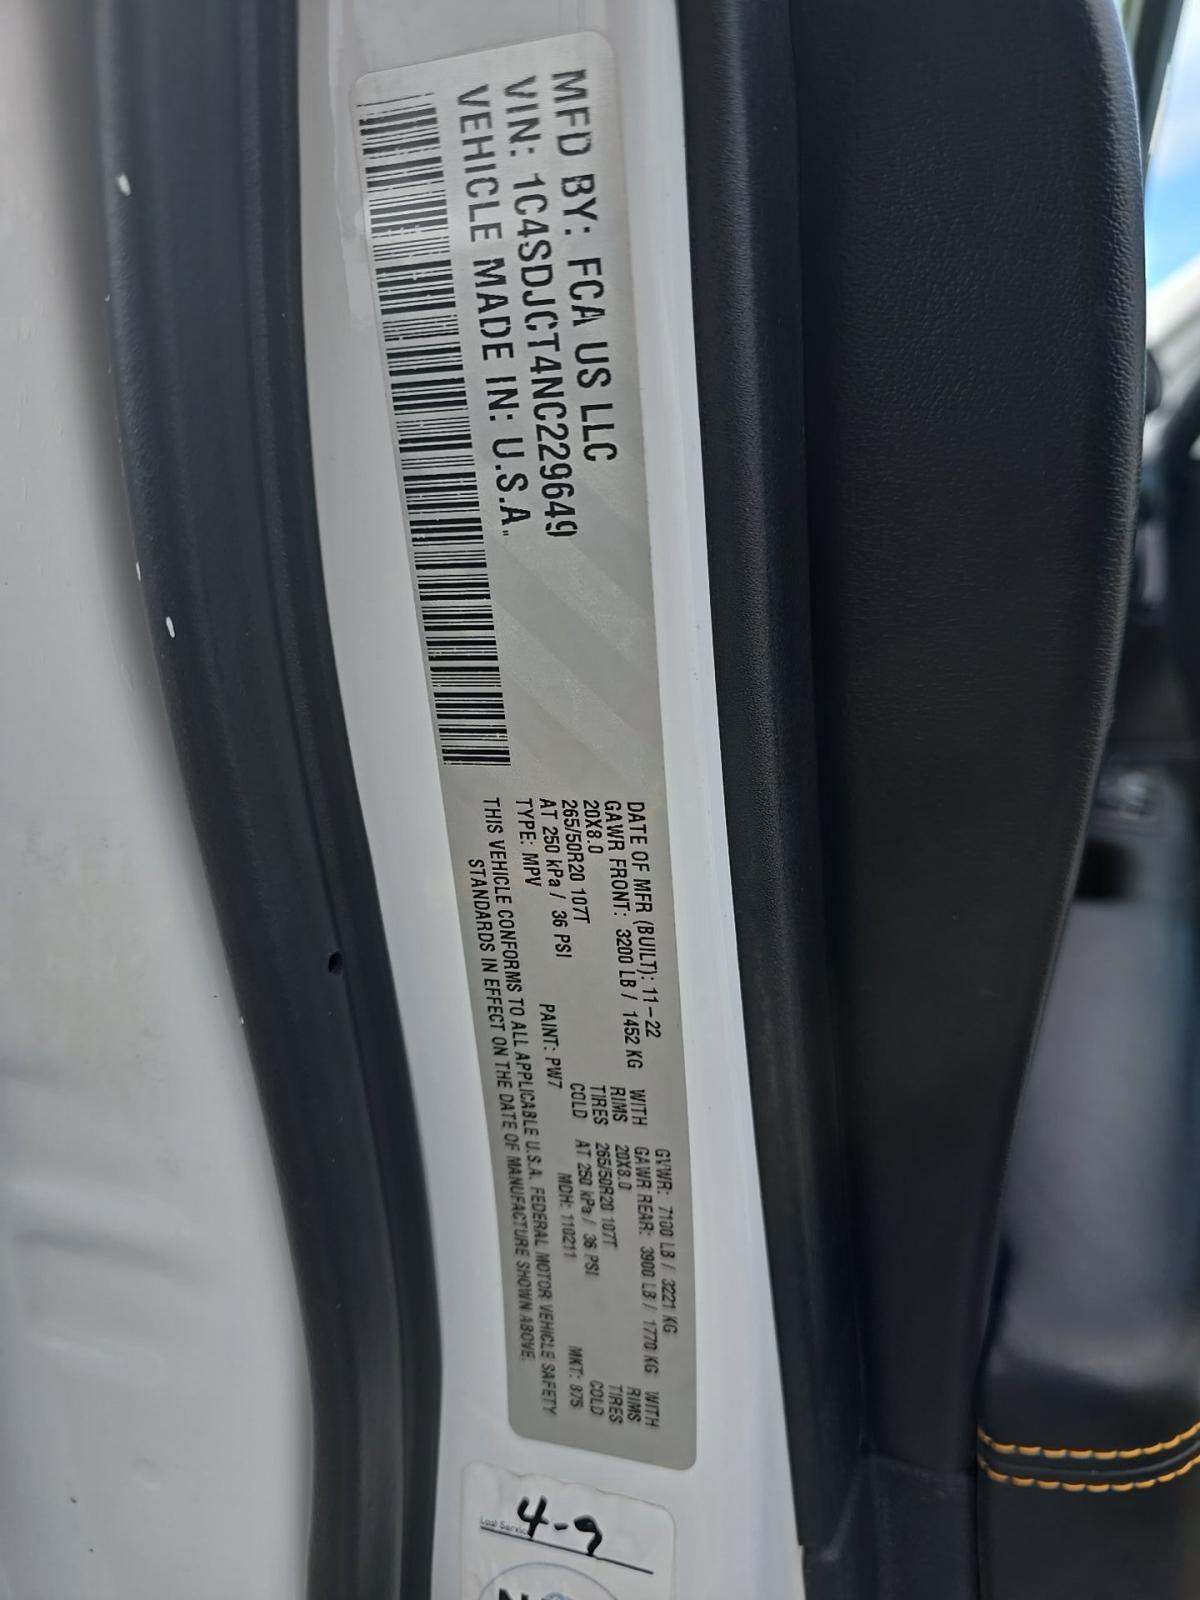 MFD BY: FCA US LLC
VIN: 1C4SDJCT4NC229649
VEHICLE MADE IN: U.S.A.
DATE OF MFR (BUILT): 11-22
GVWR: 7100 LB / 3221 KG
GAWR FRONT: 3200 LB / 1452 KG WITH
GAWR REAR: 3900 LB / 1770 KG WITH
20X8.0 RIMS
20X8.0 RIMS
265/50R20 107T TIRES
265/50R20 107T TIRES
AT 250 kPa / 36 PSI COLD
AT 250 kPa / 36 PSI COLD
TYPE: MPV PAINT: PW7 MDH: 110211 MKT: 875
THIS VEHICLE CONFORMS TO ALL APPLICABLE U.S.A. FEDERAL MOTOR VEHICLE SAFETY
STANDARDS IN EFFECT ON THE DATE OF MANUFACTURE SHOWN ABOVE.
4-9